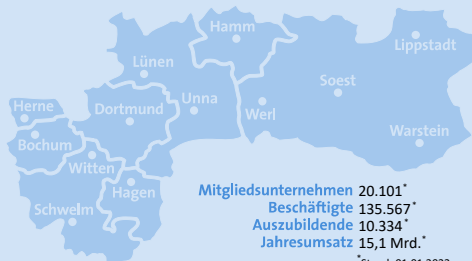 Hamm
Lippstadt
Lünen
Soest
Unna
Herne
Dortmund
Werl
Bochum
Warstein
Witten
Hagen
Schwelm
Mitgliedsunternehmen 20.101*
Beschäftigte 135.567*
Auszubildende 10.334*
Jahresumsatz 15,1 Mrd.*